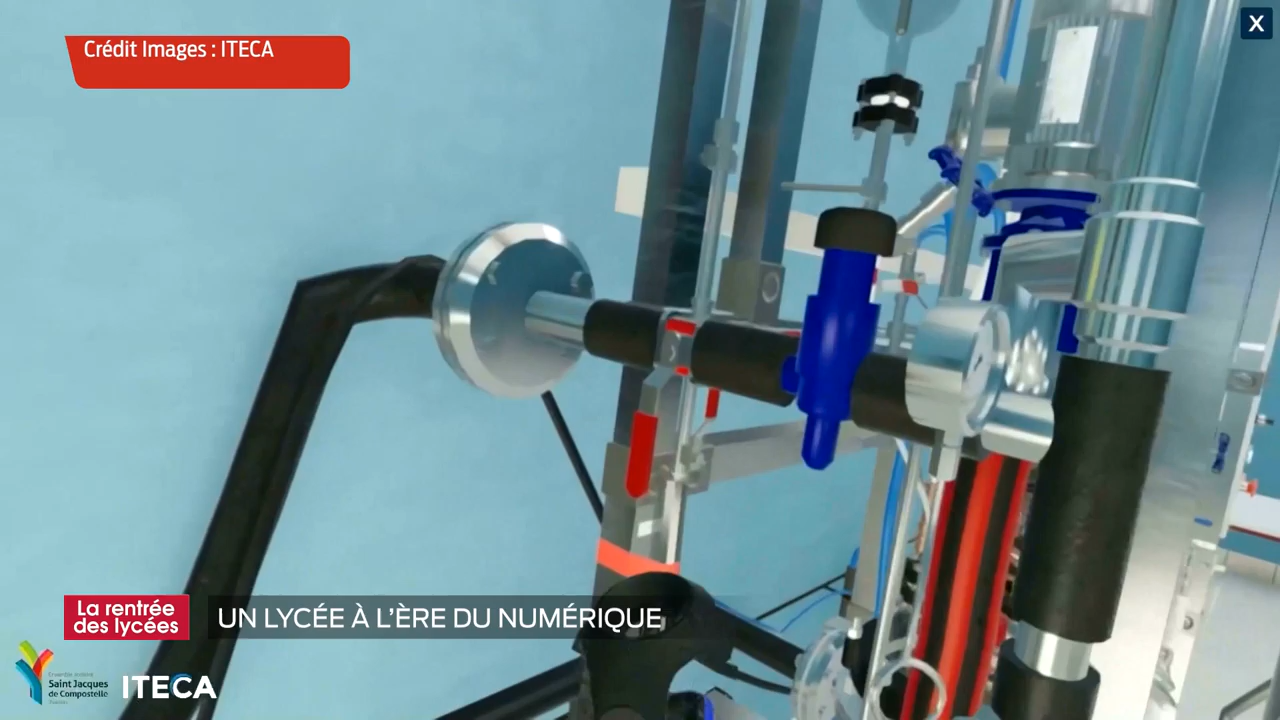 Crédit Images : ITECA
X
La rentrée
des lycées
UN LYCÉE À L'ÈRE DU NUMÉRIQUE
Saint Jacques
de Compostelle
ITECA